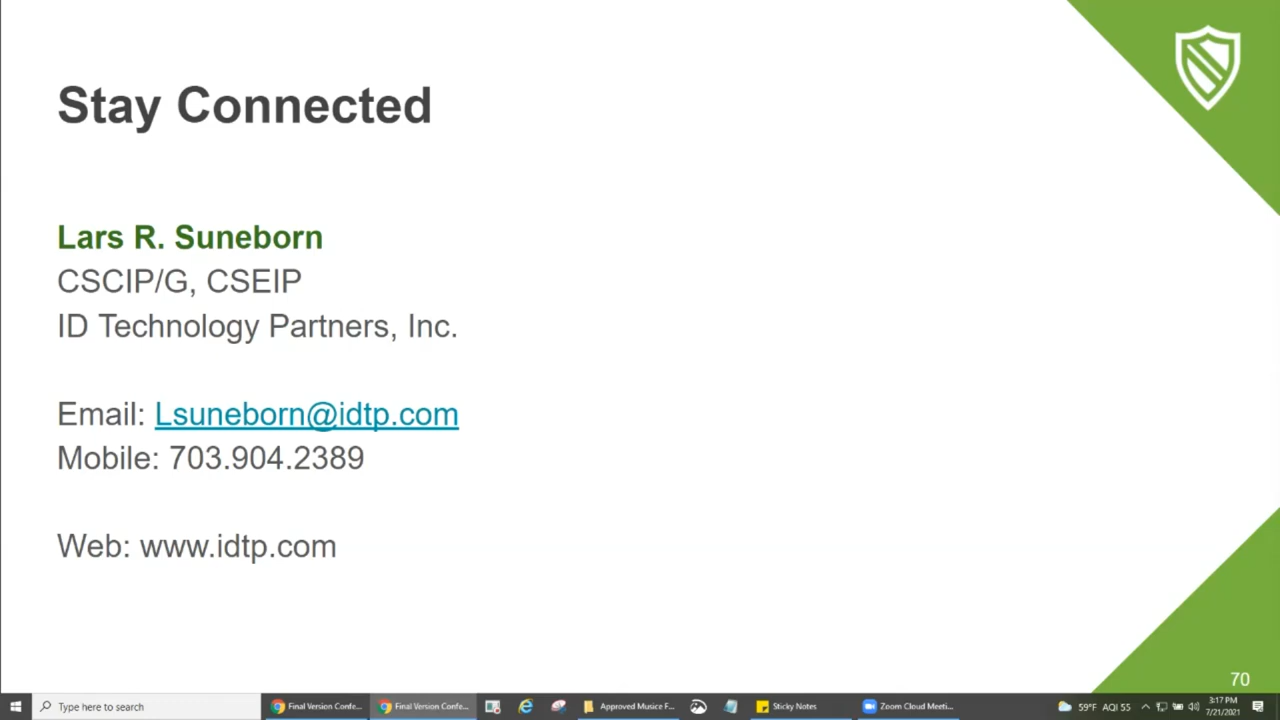 Stay Connected
Lars R. Suneborn
CSCIP/G, CSEIP
ID Technology Partners, Inc.
Email: Lsuneborn@idtp.com
Mobile: 703.904.2389
Web: www.idtp.com
70
Type here to search
Final Version Confe...
Final Version Confe...
Approved Musice F...
Sticky Notes
Zoom Cloud Meeti...
59°F AQI 55
3:17 PM
7/21/2021